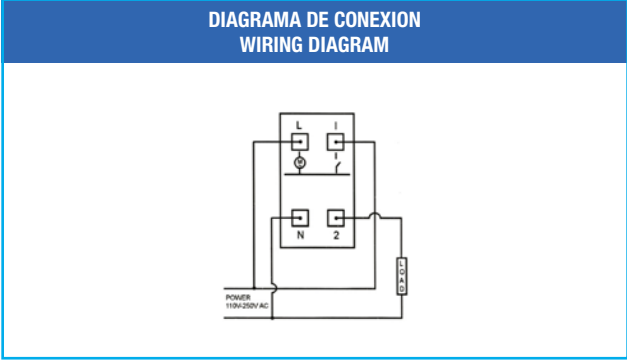 DIAGRAMA DE CONEXION
WIRING DIAGRAM
L I
M
N 2
LOAD
POWER
110V-250V AC